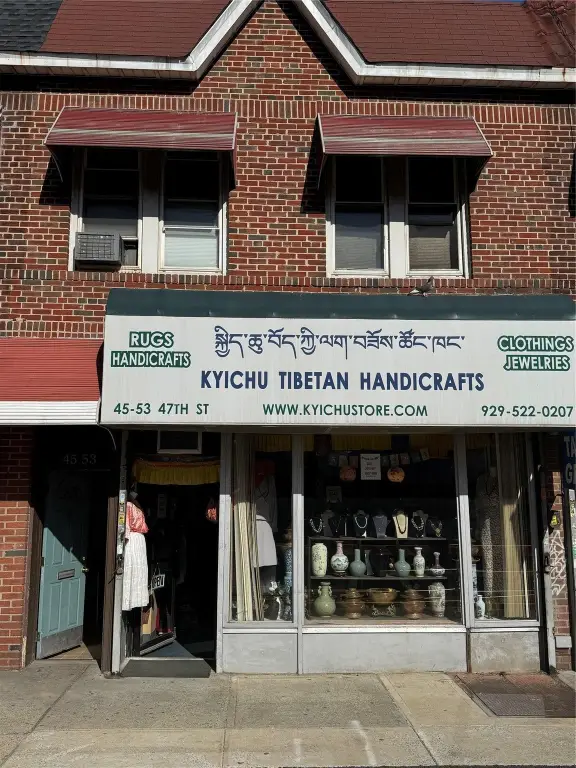 RUGS
HANDICRAFTS
སྐྱིད་ཆུ་བོད་ཀྱི་ལག་བཟོས་ཚོང་ཁང་
CLOTHINGS
JEWELRIES
KYICHU TIBETAN HANDICRAFTS
45-53 47TH ST
WWW.KYICHUSTORE.COM
929-522-0207
45 53
OPEN